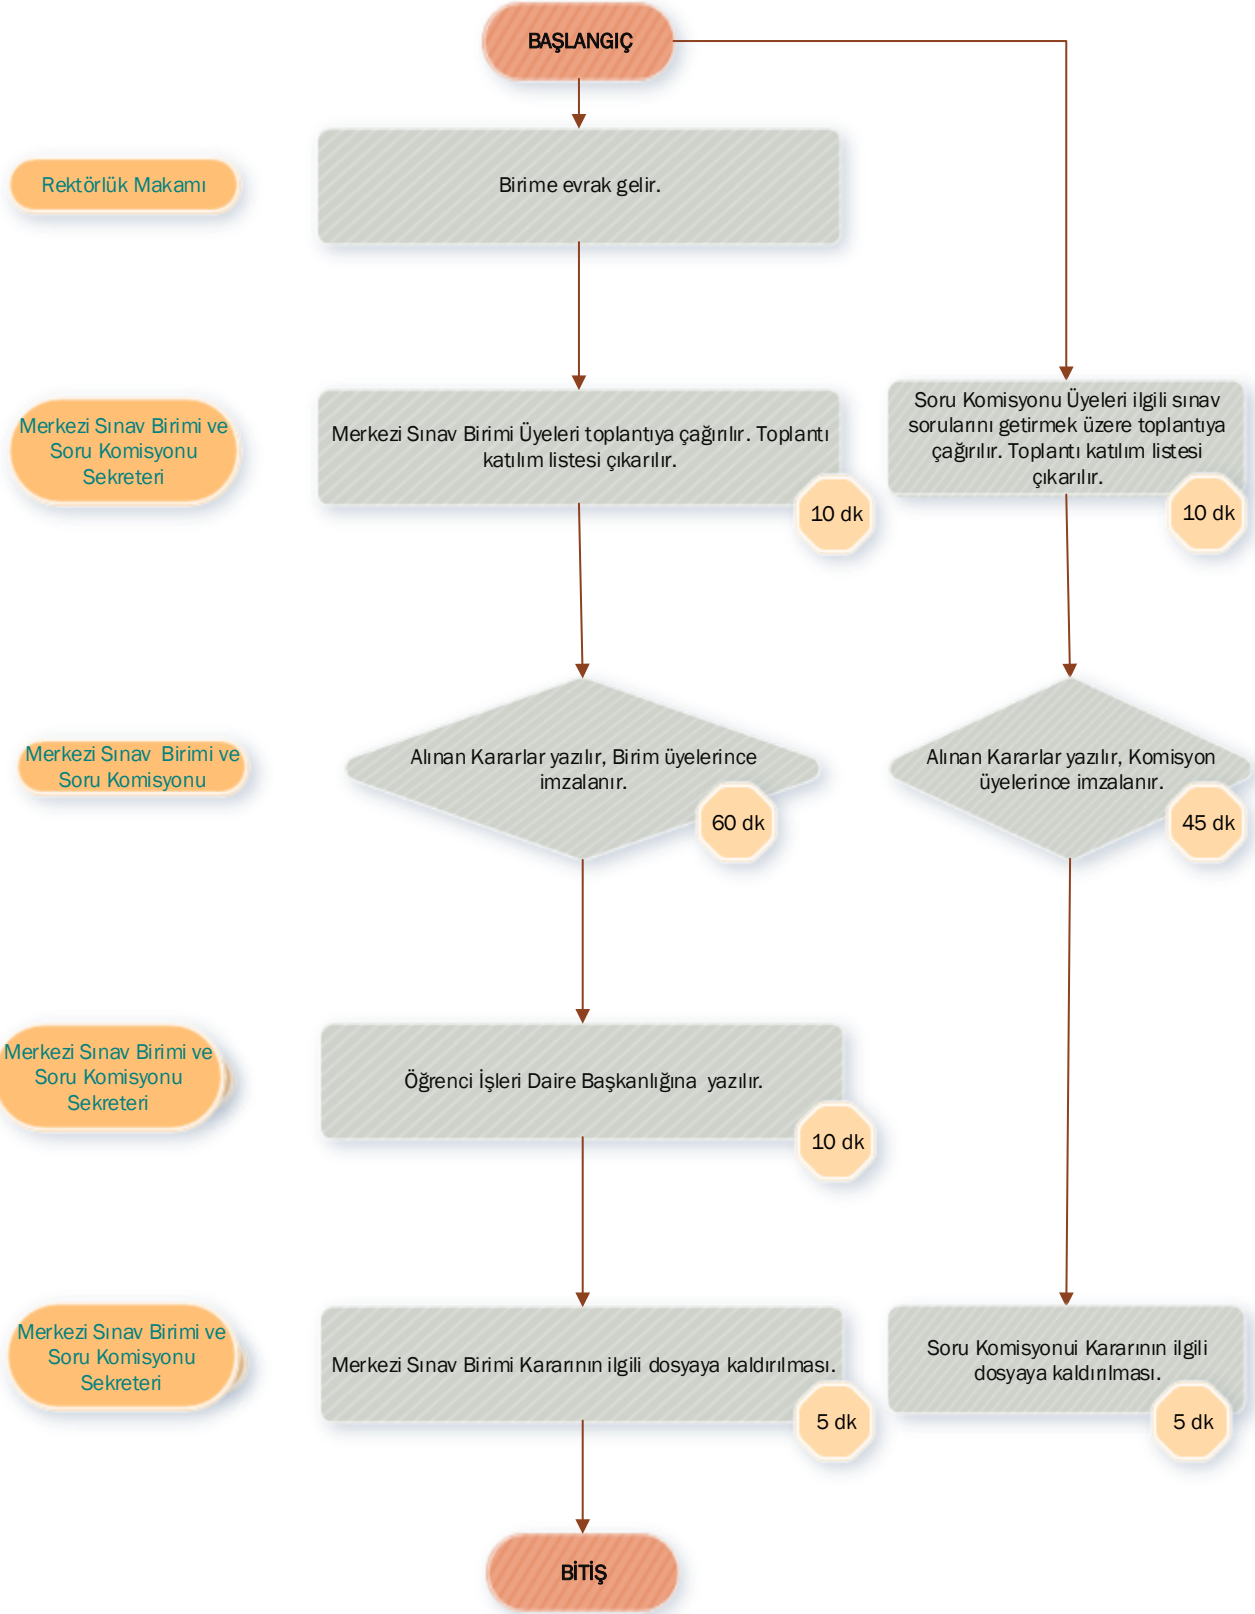 BAŞLANGIÇ
Rektörlük Makamı
Birime evrak gelir.
Merkezi Sınav Birimi ve
Soru Komisyonu
Sekreteri
Merkezi Sınav Birimi Üyeleri toplantıya çağırılır. Toplantı
katılım listesi çıkarılır.
10 dk
Soru Komisyonu Üyeleri ilgili sınav
sorularını getirmek üzere toplantıya
çağırılır. Toplantı katılım listesi
çıkarılır.
10 dk
Merkezi Sınav  Birimi ve
Soru Komisyonu
Alınan Kararlar yazılır, Birim üyelerince
imzalanır.
60 dk
Alınan Kararlar yazılır, Komisyon
üyelerince imzalanır.
45 dk
Merkezi Sınav Birimi ve
Soru Komisyonu
Sekreteri
Öğrenci İşleri Daire Başkanlığına  yazılır.
10 dk
Merkezi Sınav Birimi ve
Soru Komisyonu
Sekreteri
Merkezi Sınav Birimi Kararının ilgili dosyaya kaldırılması.
5 dk
Soru Komisyonui Kararının ilgili
dosyaya kaldırılması.
5 dk
BİTİŞ